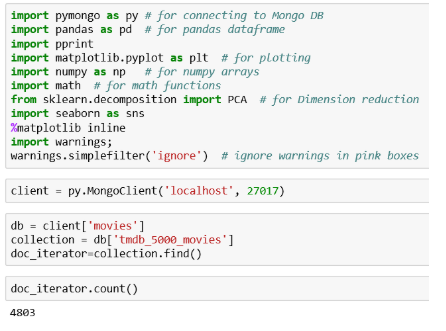 import pymongo as py # for connecting to Mongo DB
import pandas as pd  # for pandas dataframe
import pprint
import matplotlib.pyplot as plt  # for plotting
import numpy as np   # for numpy arrays
import math  # for math functions
from sklearn.decomposition import PCA  # for Dimension reduction
import seaborn as sns
%matplotlib inline
import warnings;
warnings.simplefilter('ignore')  # ignore warnings in pink boxes
client = py.MongoClient('localhost', 27017)
db = client['movies']
collection = db['tmdb_5000_movies']
doc_iterator=collection.find()
doc_iterator.count()
4803